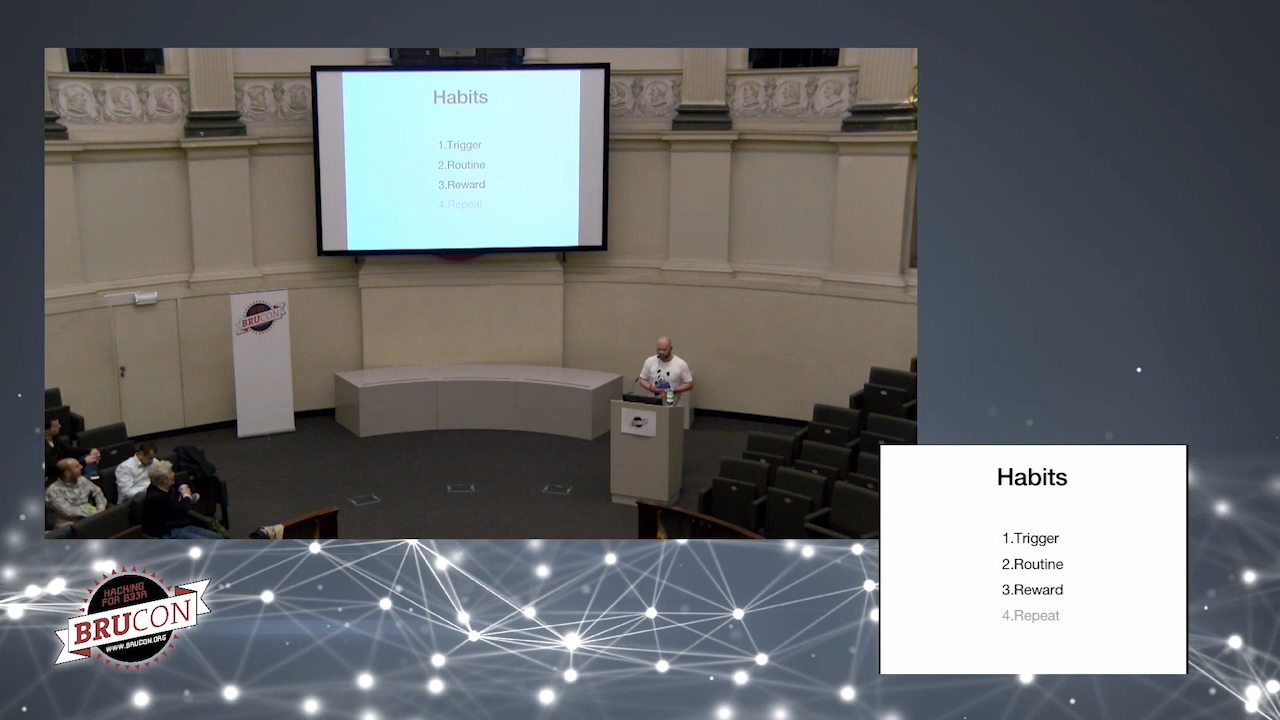 Habits
1.Trigger
2.Routine
3.Reward
4.Repeat
BRUCON
Habits
1.Trigger
2.Routine
3.Reward
4.Repeat
HACKING
FOR B33R
BRUCON
WWW.BRUCON.ORG